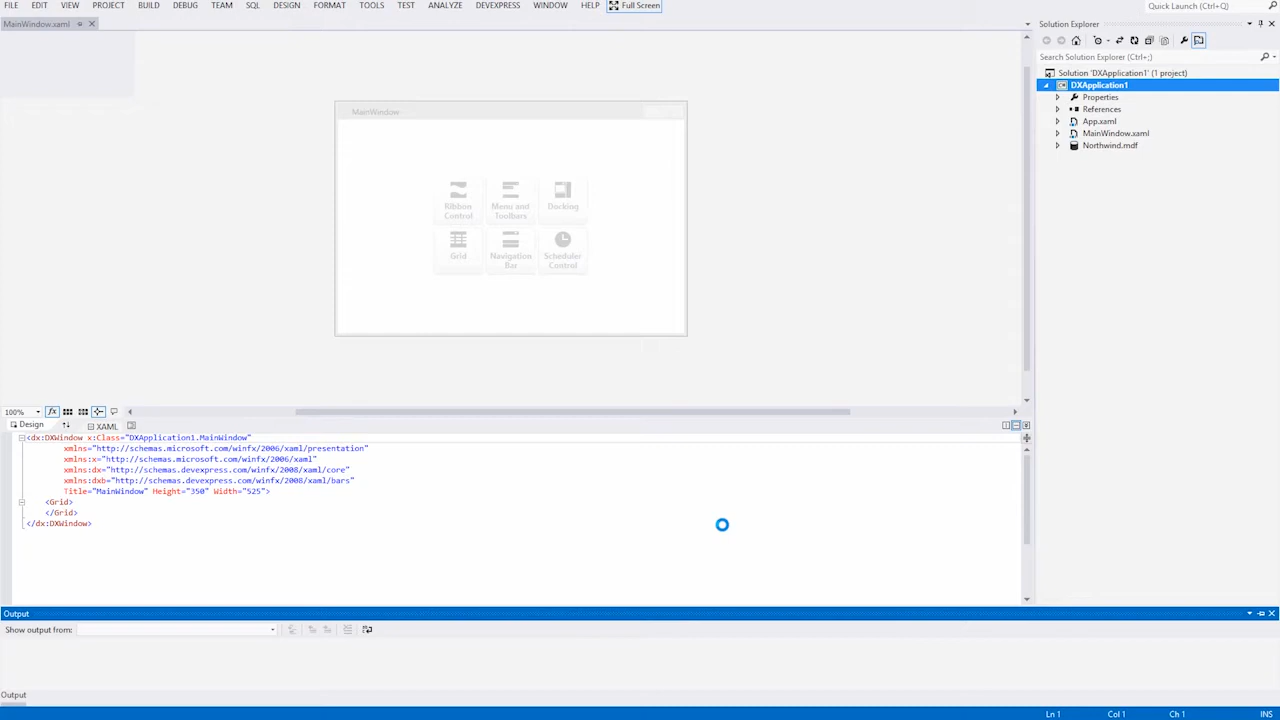 FILE EDIT VIEW PROJECT BUILD DEBUG TEAM SQL DESIGN FORMAT TOOLS TEST ANALYZE DEVEXPRESS WINDOW HELP Full Screen Quick Launch (Ctrl+Q)
MainWindow.xaml
Solution Explorer
Search Solution Explorer (Ctrl+;)
Solution 'DXApplication1' (1 project)
DXApplication1
Properties
References
App.xaml
MainWindow.xaml
Northwind.mdf
MainWindow
Ribbon Control
Menu and Toolbars
Docking
Grid
Navigation Bar
Scheduler Control
100% fx
Design XAML
<dx:DXWindow x:Class="DXApplication1.MainWindow"
xmlns="http://schemas.microsoft.com/winfx/2006/xaml/presentation"
xmlns:x="http://schemas.microsoft.com/winfx/2006/xaml"
xmlns:dx="http://schemas.devexpress.com/winfx/2008/xaml/core"
xmlns:dxb="http://schemas.devexpress.com/winfx/2008/xaml/bars"
Title="MainWindow" Height="350" Width="525">
<Grid>
</Grid>
</dx:DXWindow>
Output
Show output from:
Output
Ln 1 Col 1 Ch 1 INS